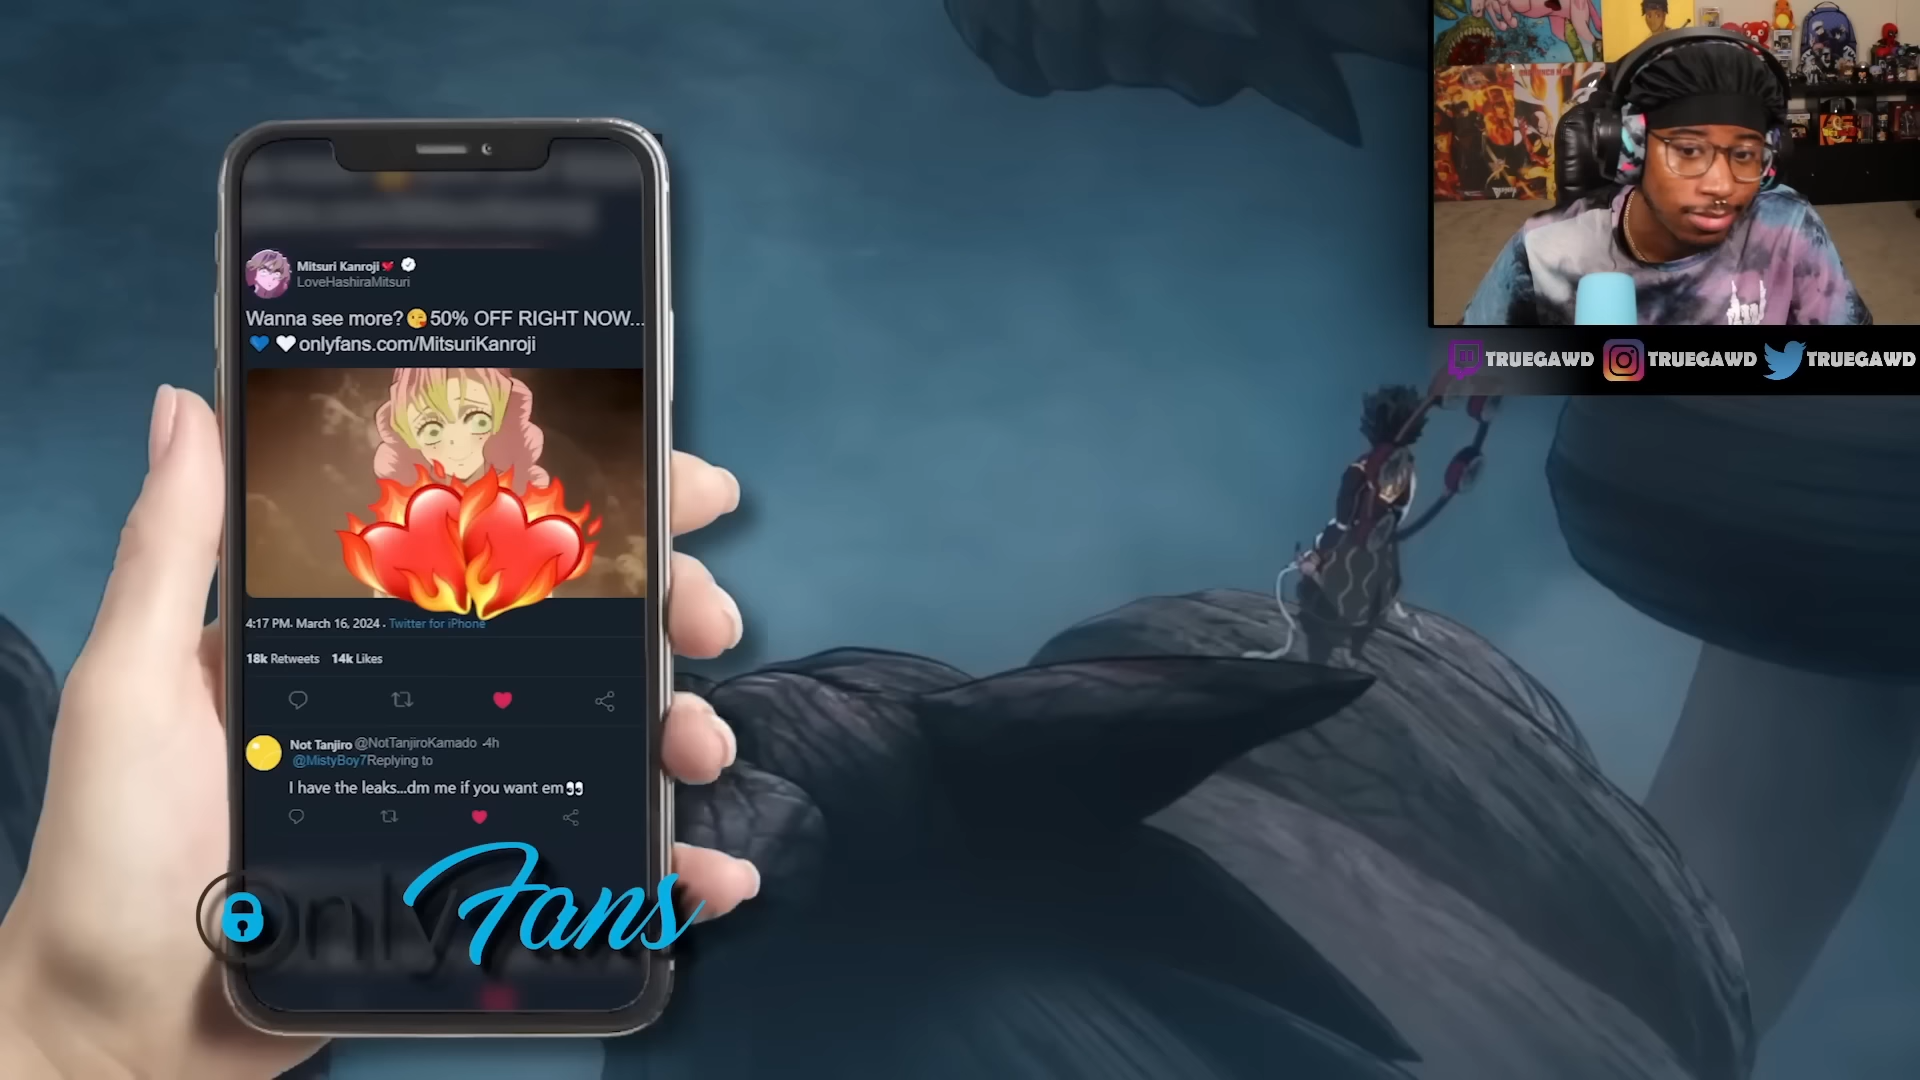 Mitsuri Kanroji
LoveHashiraMitsuri
Wanna see more?😘50% OFF RIGHT NOW...
💙 🤍onlyfans.com/MitsuriKanroji
4:17 PM· March 16, 2024 · Twitter for iPhone
18k Retweets 14k Likes
Not Tanjiro @NotTanjiroKamado ·4h
@MistyBoy7Replying to
I have the leaks...dm me if you want em👀
OnlyFans
TRUEGAWD TRUEGAWD TRUEGAWD